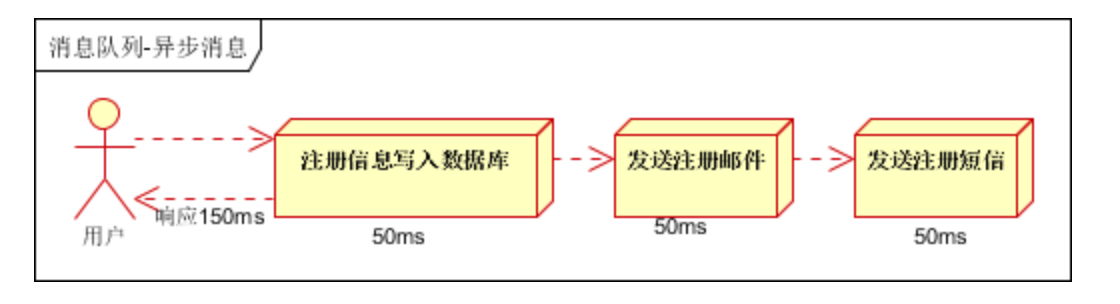 消息队列-异步消息
注册信息写入数据库
发送注册邮件
发送注册短信
响应150ms
用户
50ms
50ms
50ms